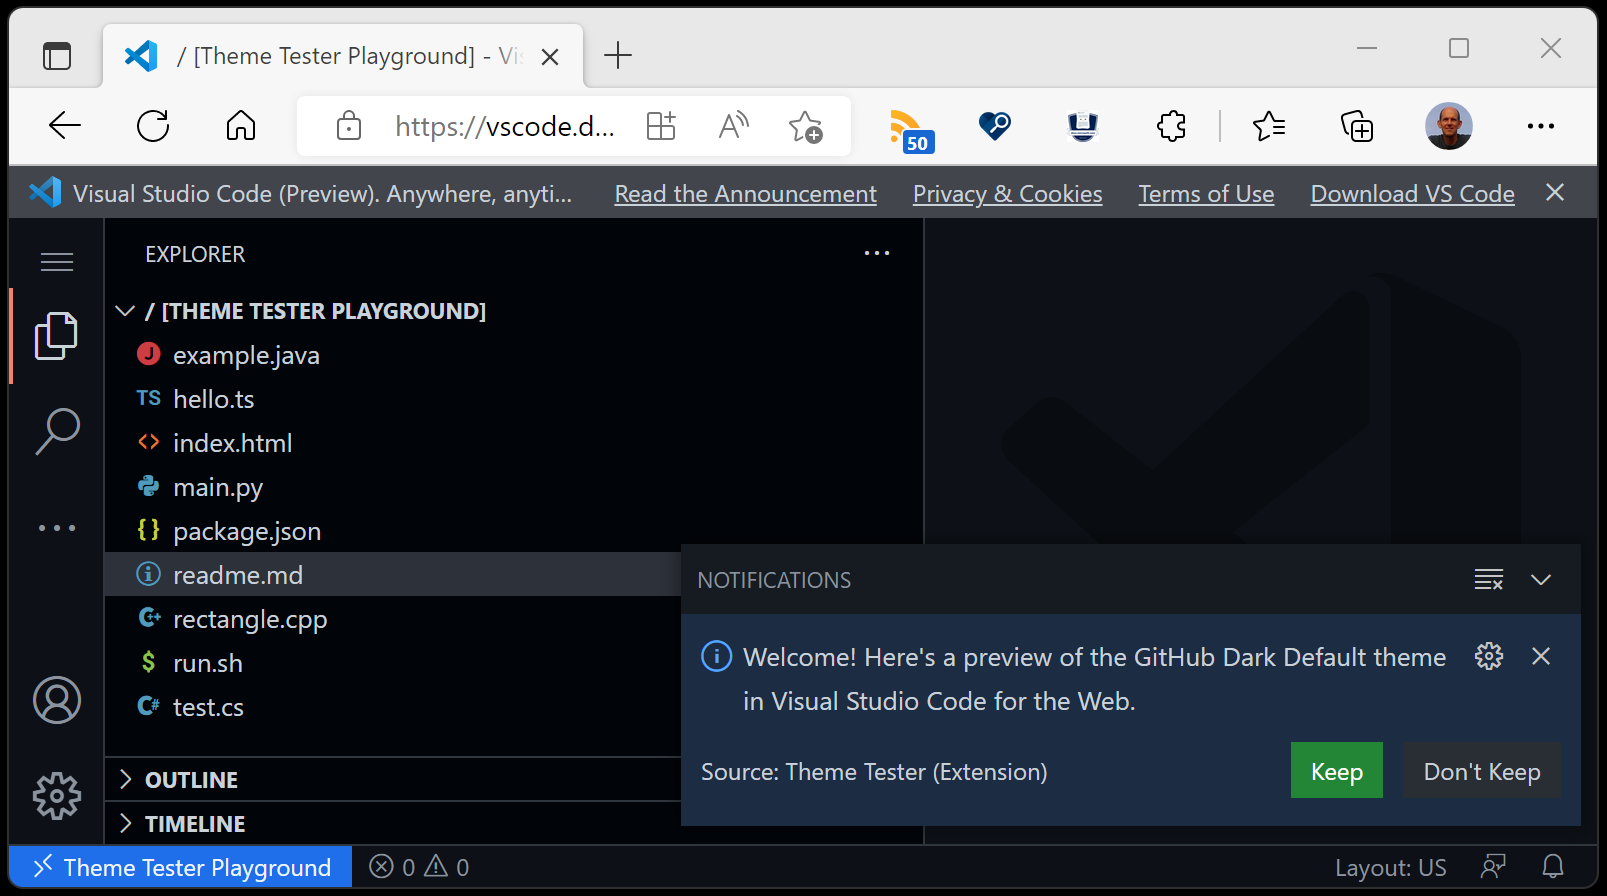 / [Theme Tester Playground] - Vi
https://vscode.d...
50
Visual Studio Code (Preview). Anywhere, anyti... Read the Announcement Privacy & Cookies Terms of Use Download VS Code
EXPLORER
/ [THEME TESTER PLAYGROUND]
J example.java
TS hello.ts
<> index.html
main.py
{} package.json
readme.md
C+ rectangle.cpp
$ run.sh
C# test.cs
OUTLINE
TIMELINE
NOTIFICATIONS
Welcome! Here's a preview of the GitHub Dark Default theme
in Visual Studio Code for the Web.
Source: Theme Tester (Extension) Keep Don't Keep
Theme Tester Playground 0 0 Layout: US